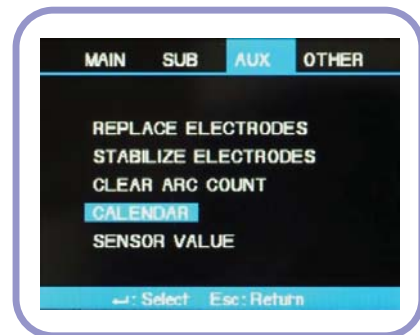 MAIN SUB AUX OTHER
REPLACE ELECTRODES
STABILIZE ELECTRODES
CLEAR ARC COUNT
CALENDAR
SENSOR VALUE
↵: Select Esc: Return